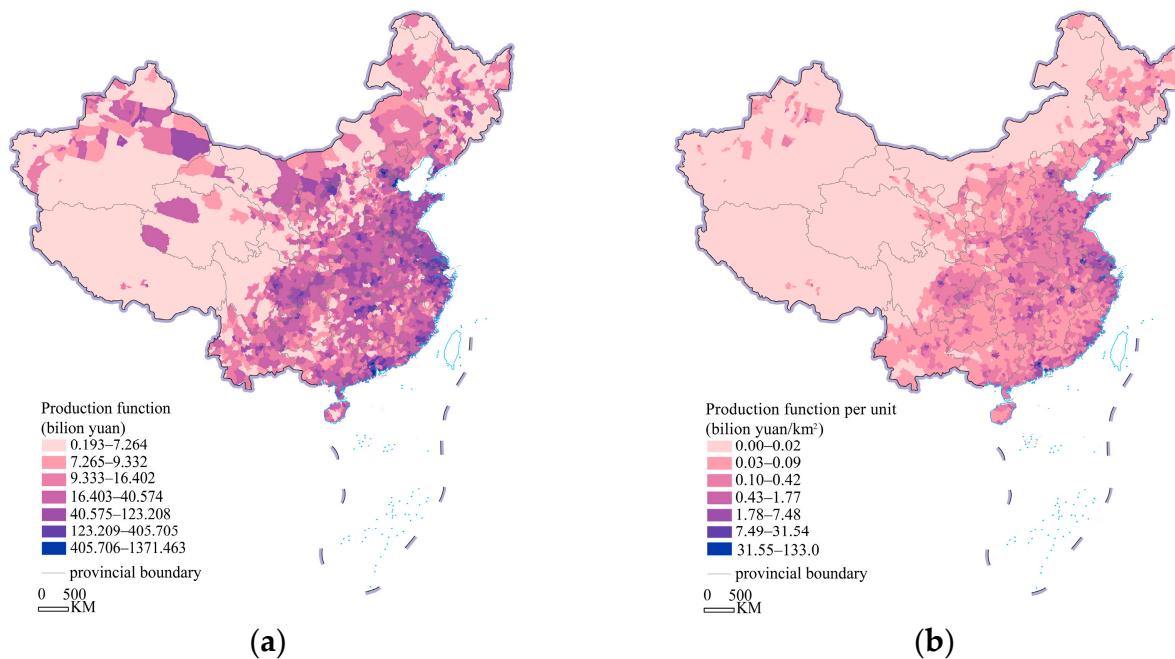 Production function
(bilion yuan)
0.193–7.264
7.265–9.332
9.333–16.402
16.403–40.574
40.575–123.208
123.209–405.705
405.706–1371.463
provincial boundary
0 500
KM
(a)
Production function per unit
(bilion yuan/km²)
0.00–0.02
0.03–0.09
0.10–0.42
0.43–1.77
1.78–7.48
7.49–31.54
31.55–133.0
provincial boundary
0 500
KM
(b)